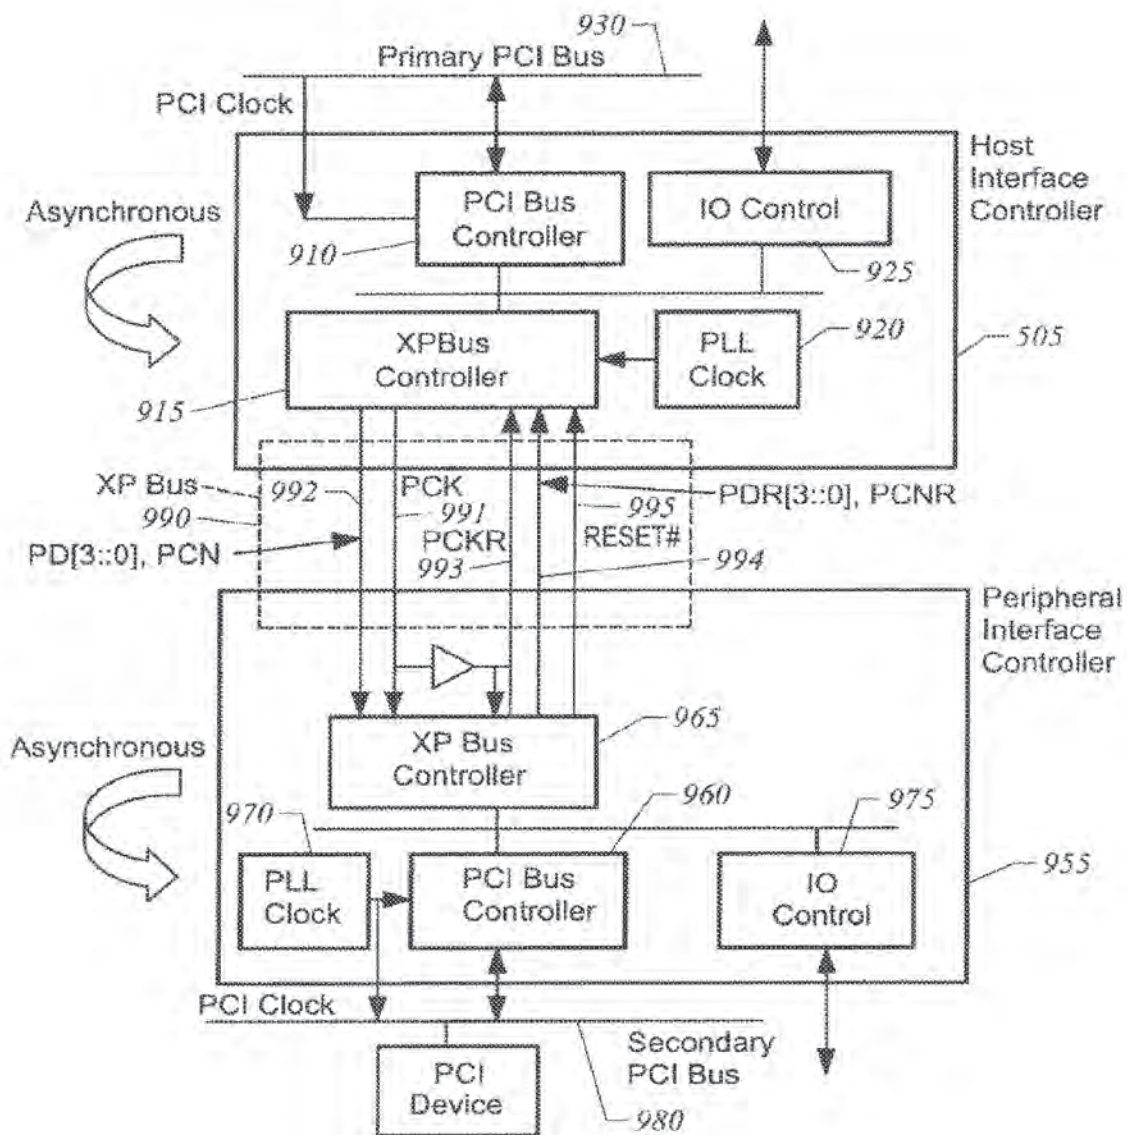 930
Primary PCI Bus
PCI Clock
Host
Interface
Controller
Asynchronous
PCI Bus
Controller
IO Control
910
925
XPBus
Controller
PLL
Clock
920
505
915
XP Bus
990
992
PCK
991
PDR[3::0], PCNR
995
PD[3::0], PCN
PCKR
993
RESET#
994
Peripheral
Interface
Controller
965
XP Bus
Controller
Asynchronous
970
960
975
PLL
Clock
PCI Bus
Controller
IO
Control
955
PCI Clock
Secondary
PCI Bus
PCI
Device
980